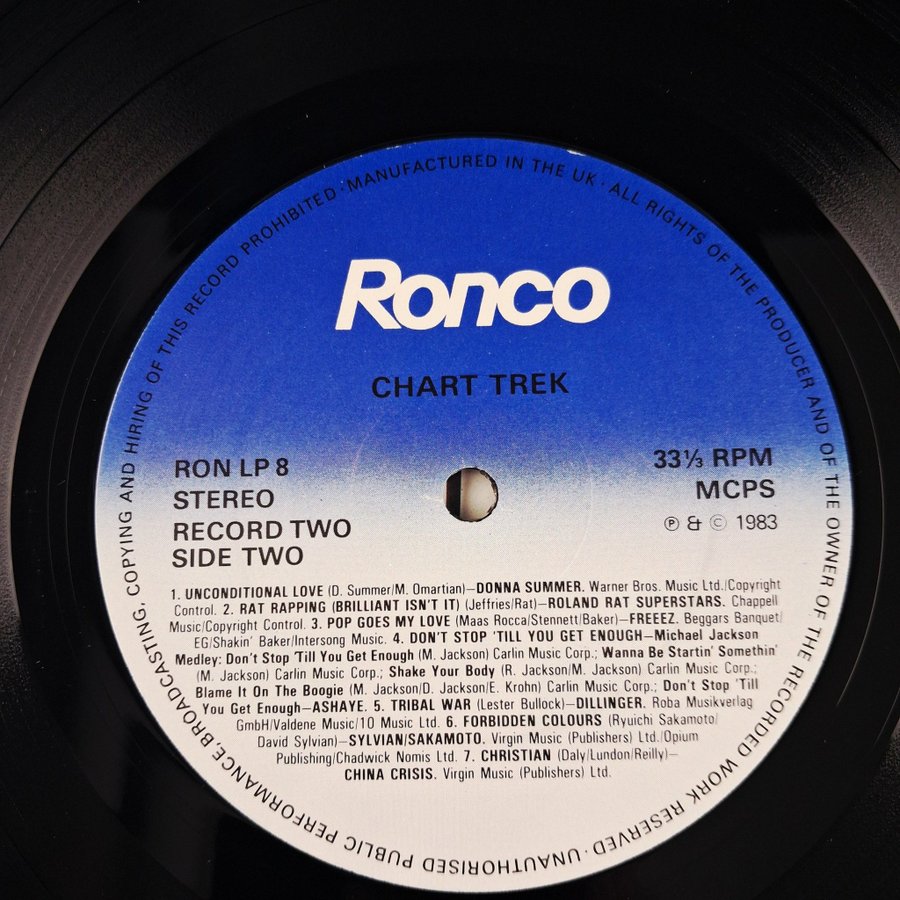 PERFORMANCE, BROADCASTING, COPYING AND HIRING OF THIS RECORD PROHIBITED · MANUFACTURED IN THE UK · ALL RIGHTS OF THE PRODUCER AND OF THE OWNER OF THE RECORDED WORK RESERVED · UNAUTHORISED PUBLIC
Ronco
CHART TREK
RON LP 8
STEREO
RECORD TWO
SIDE TWO
33⅓ RPM
MCPS
℗ & © 1983
1. UNCONDITIONAL LOVE (D. Summer/M. Omartian)—DONNA SUMMER. Warner Bros. Music Ltd./Copyright
Control. 2. RAT RAPPING (BRILLIANT ISN'T IT) (Jeffries/Rat)—ROLAND RAT SUPERSTARS. Chappell
Music/Copyright Control. 3. POP GOES MY LOVE (Maas Rocca/Stennett/Baker)—FREEEZ. Beggars Banquet/
EG/Shakin' Baker/Intersong Music. 4. DON'T STOP 'TILL YOU GET ENOUGH—Michael Jackson
Medley: Don't Stop 'Till You Get Enough (M. Jackson) Carlin Music Corp.; Wanna Be Startin' Somethin'
(M. Jackson) Carlin Music Corp.; Shake Your Body (R. Jackson/M. Jackson) Carlin Music Corp.;
Blame It On The Boogie (M. Jackson/D. Jackson/E. Krohn) Carlin Music Corp.; Don't Stop 'Till
You Get Enough—ASHAYE. 5. TRIBAL WAR (Lester Bullock)—DILLINGER. Roba Musikverlag
GmbH/Valdene Music/10 Music Ltd. 6. FORBIDDEN COLOURS (Ryuichi Sakamoto/
David Sylvian)—SYLVIAN/SAKAMOTO. Virgin Music (Publishers) Ltd./Opium
Publishing/Chadwick Nomis Ltd. 7. CHRISTIAN (Daly/Lundon/Reilly)—
CHINA CRISIS. Virgin Music (Publishers) Ltd.